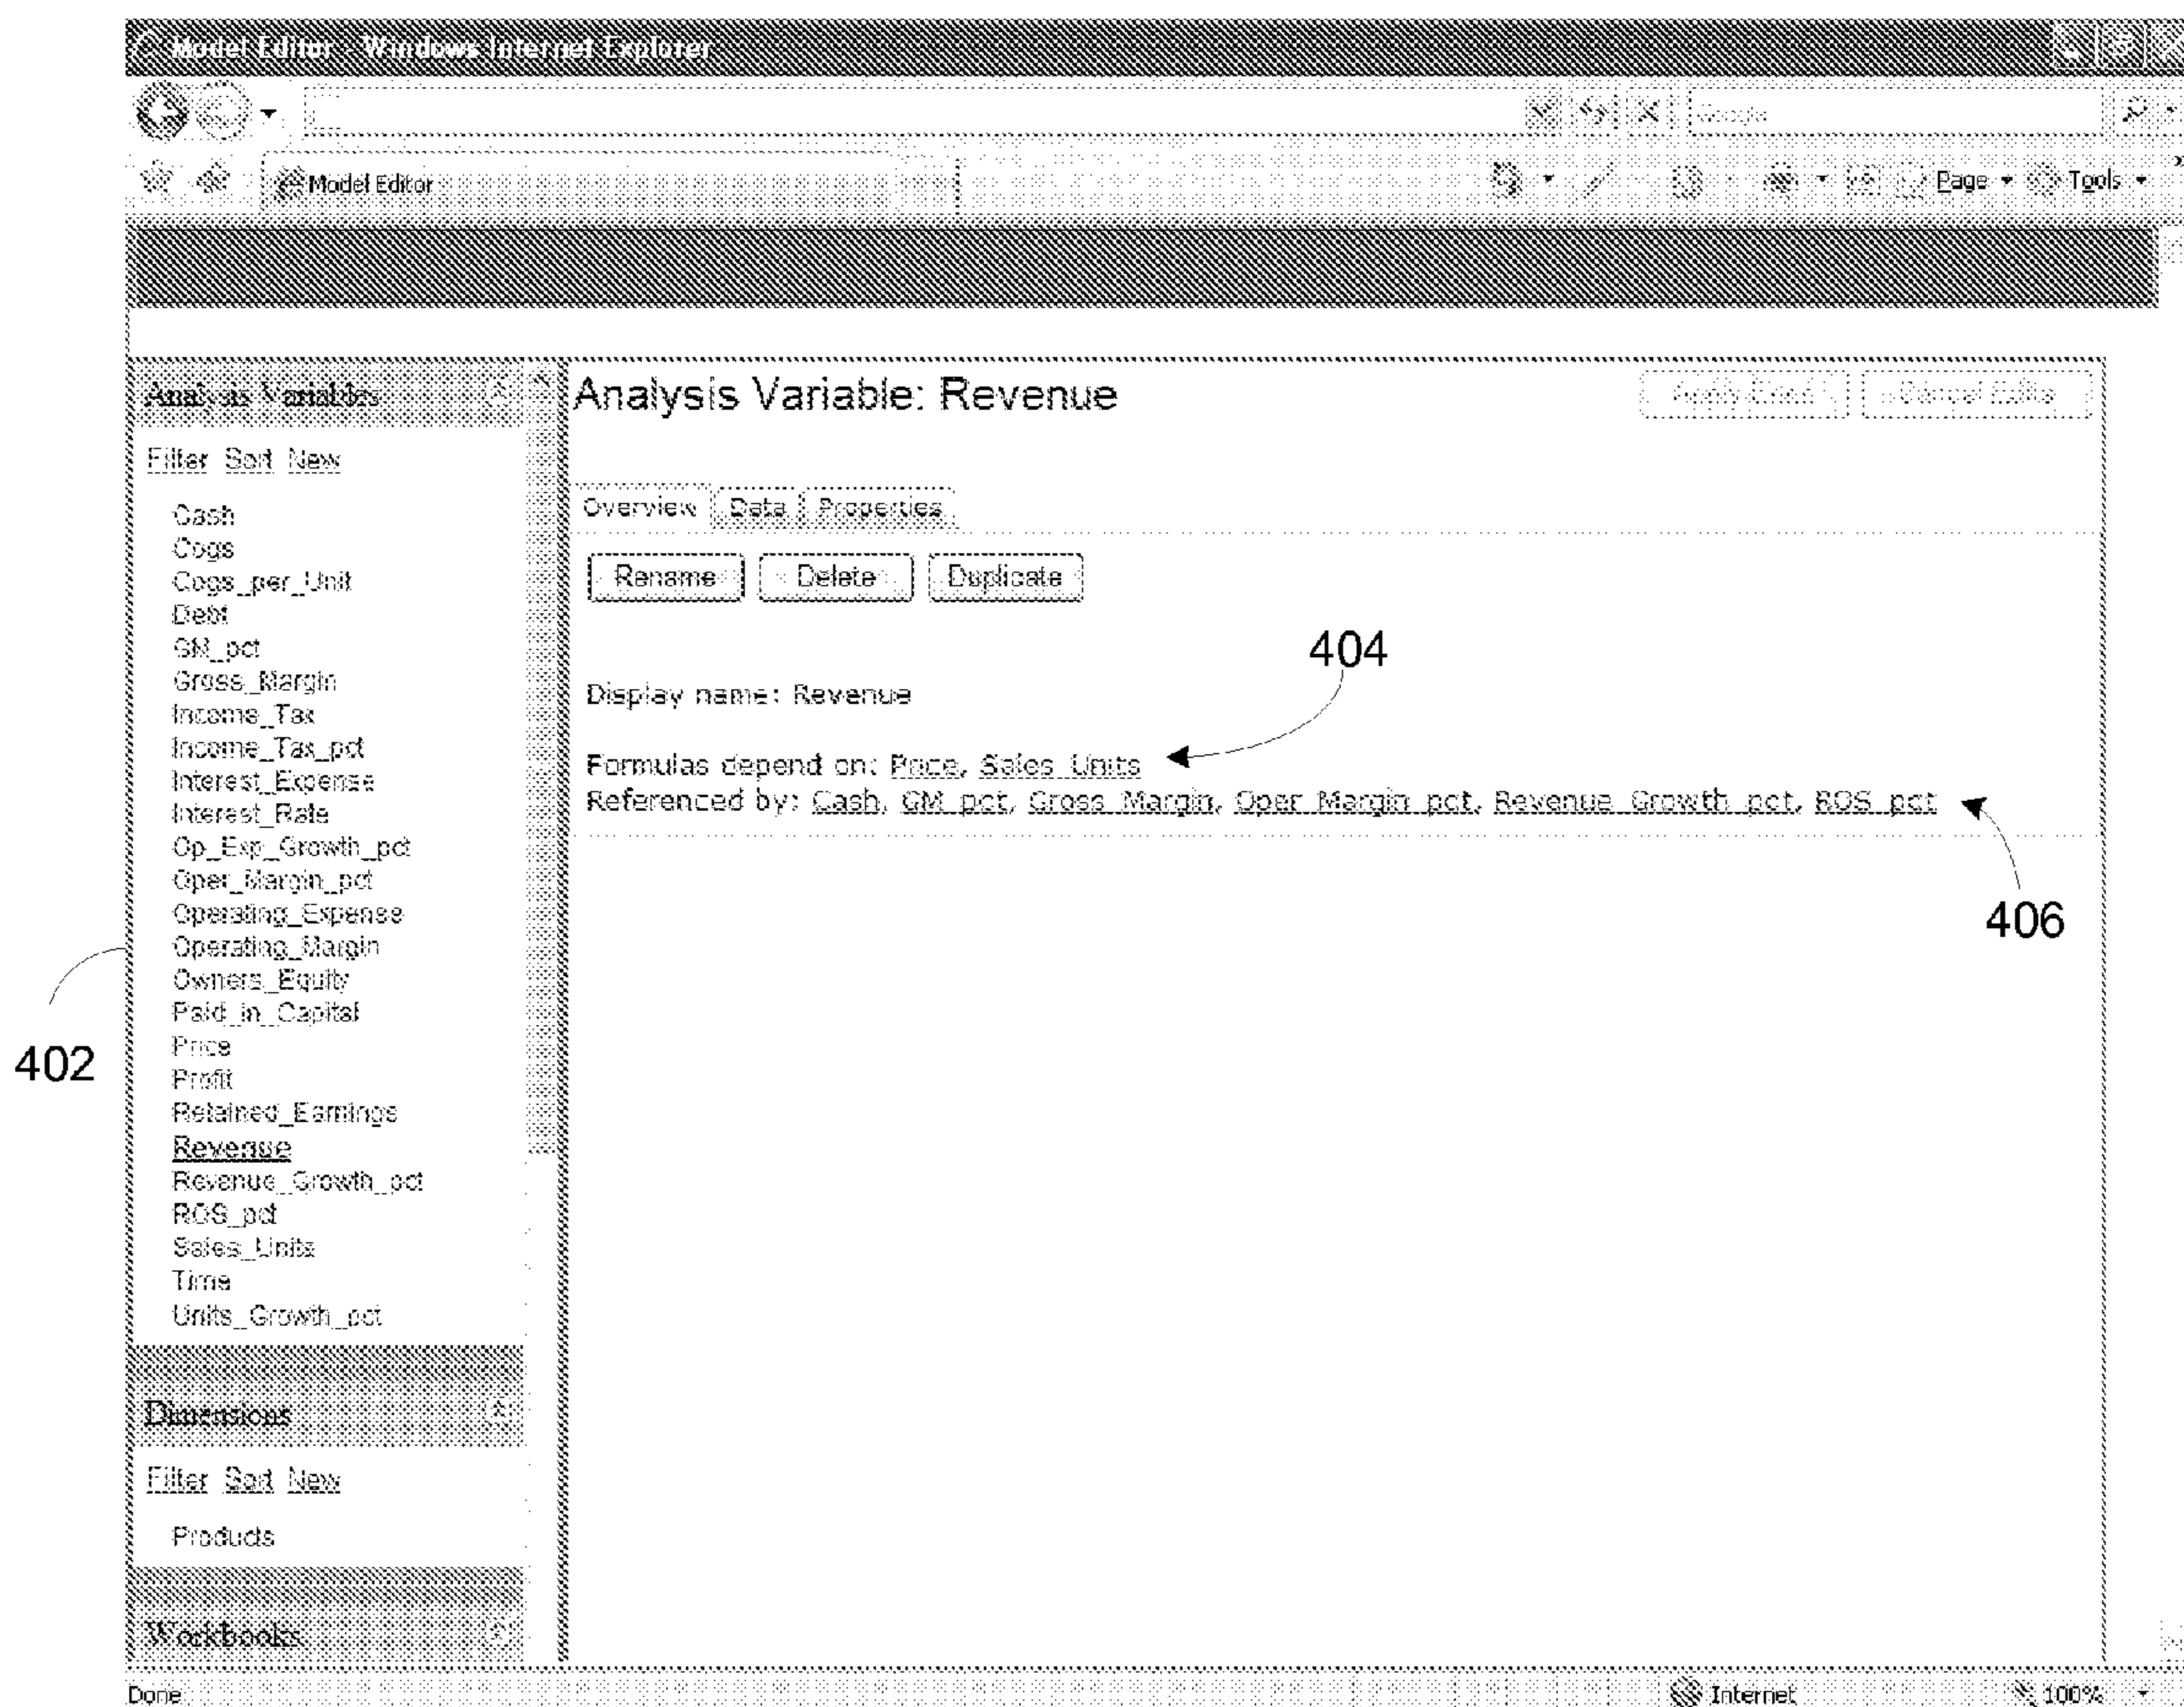 Model Editor - Windows Internet Explorer
Google
Model Editor
Page Tools
Analysis Variables
Analysis Variable: Revenue
Apply Edits Cancel Edits
Filter Sort New
Overview Data Properties
Cash
Cogs
Cogs_per_Unit
Debt
GM_pct
Gross_Margin
Income_Tax
Income_Tax_pct
Interest_Expense
Interest_Rate
Op_Exp_Growth_pct
Oper_Margin_pct
Operating_Expense
Operating_Margin
Owners_Equity
Paid_in_Capital
Price
Profit
Retained_Earnings
Revenue
Revenue_Growth_pct
ROS_pct
Sales_Units
Time
Units_Growth_pct
Rename Delete Duplicate
404
Display name: Revenue
Formulas depend on: Price, Sales_Units
Referenced by: Cash, GM_pct, Gross_Margin, Oper_Margin_pct, Revenue_Growth_pct, ROS_pct
406
402
Dimensions
Filter Sort New
Products
Workbooks
Done
Internet
100%